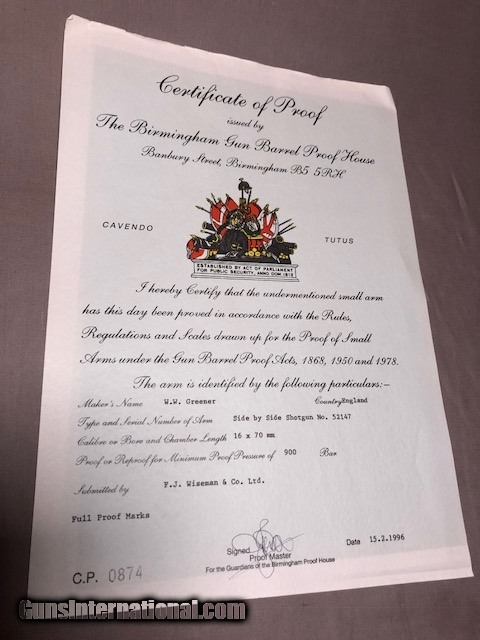 Certificate of Proof
issued by
The Birmingham Gun Barrel Proof House
Banbury Street, Birmingham B5 5RH
CAVENDO TUTUS
ESTABLISHED BY ACT OF PARLIAMENT
FOR PUBLIC SECURITY, ANNO DOM. 1813
I hereby Certify that the undermentioned small arm
has this day been proved in accordance with the Rules,
Regulations and Scales drawn up for the Proof of Small
Arms under the Gun Barrel Proof Acts, 1868, 1950 and 1978.
The arm is identified by the following particulars:–
Maker's Name W.W. Greener Country England
Type and Serial Number of Arm Side by Side Shotgun No. 52147
Calibre or Bore and Chamber Length 16 x 70 mm
Proof or Reproof for Minimum Proof Pressure of 900 Bar
Submitted by F.J. Wiseman & Co. Ltd.
Full Proof Marks
Signed Date 15.2.1996
Proof Master
For the Guardians of the Birmingham Proof House
C.P. 0874
GunsInternational.com